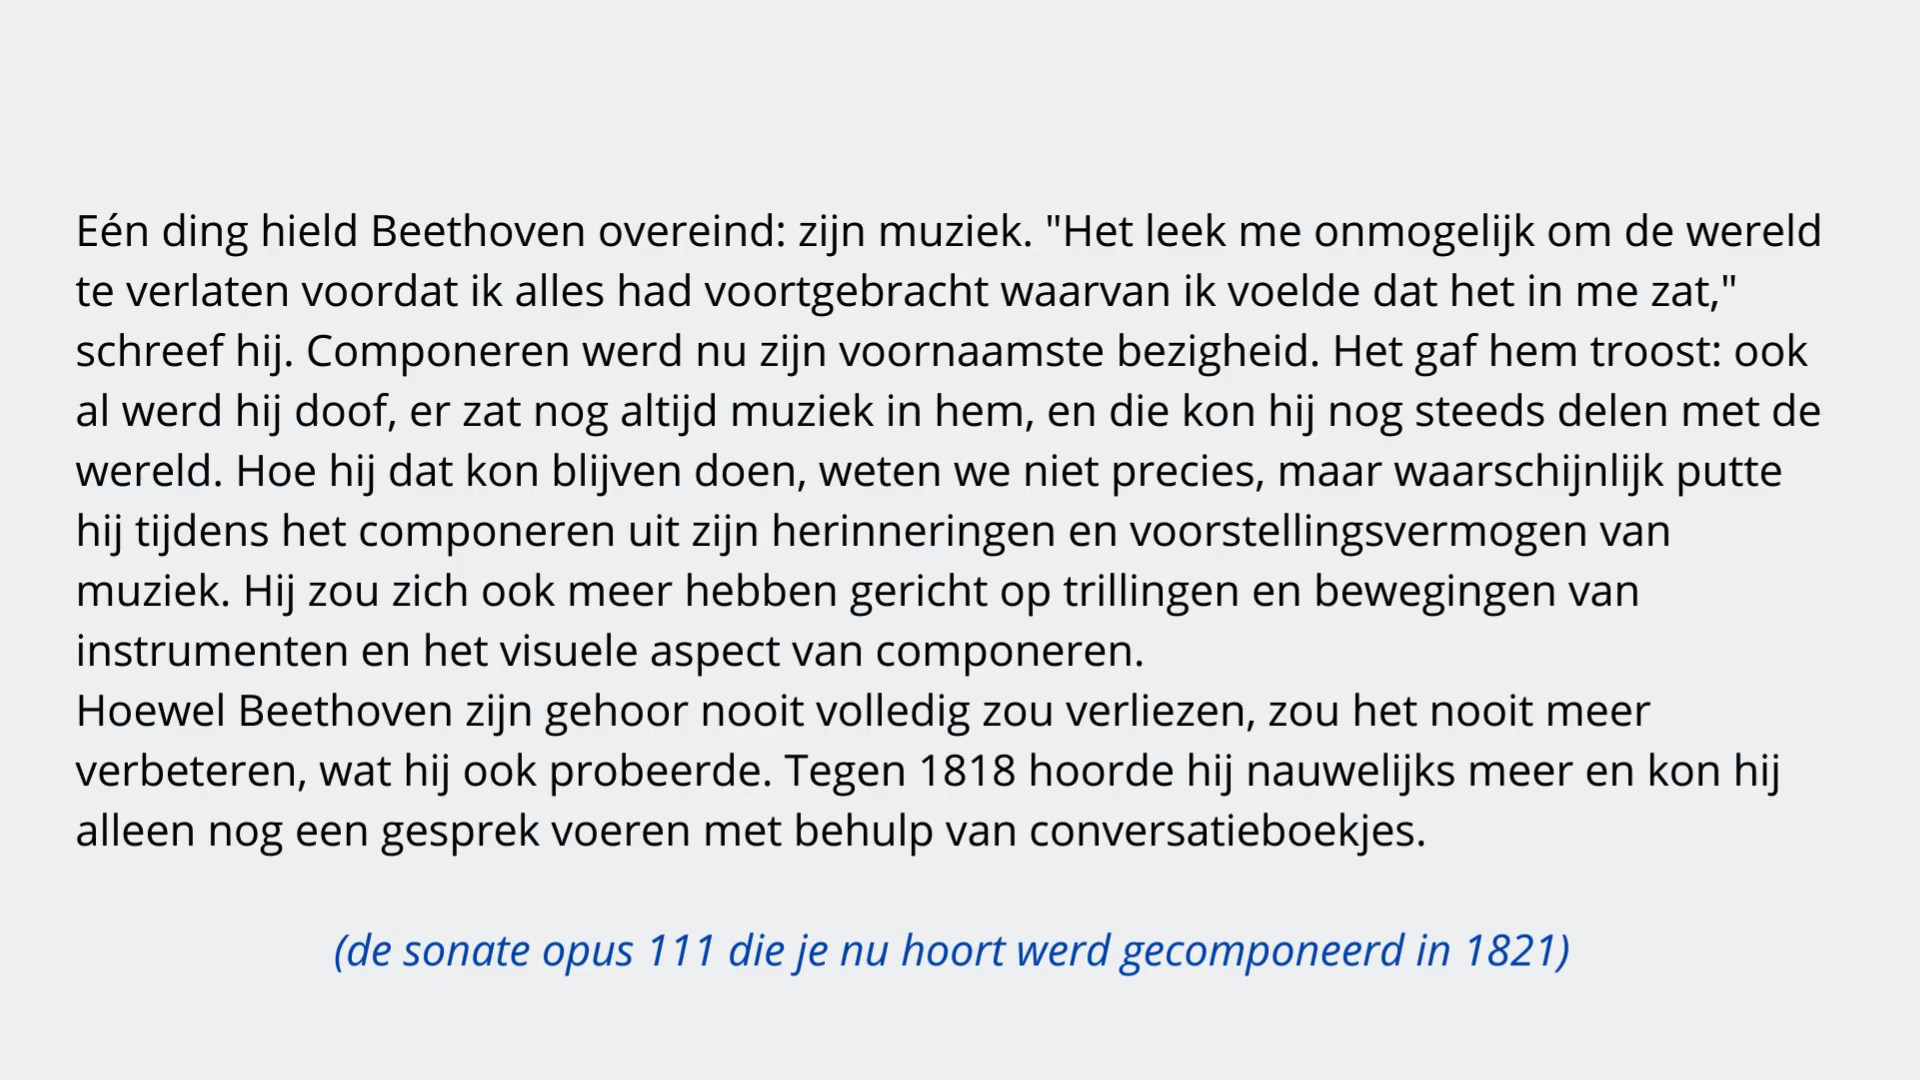 Eén ding hield Beethoven overeind: zijn muziek. "Het leek me onmogelijk om de wereld
te verlaten voordat ik alles had voortgebracht waarvan ik voelde dat het in me zat,"
schreef hij. Componeren werd nu zijn voornaamste bezigheid. Het gaf hem troost: ook
al werd hij doof, er zat nog altijd muziek in hem, en die kon hij nog steeds delen met de
wereld. Hoe hij dat kon blijven doen, weten we niet precies, maar waarschijnlijk putte
hij tijdens het componeren uit zijn herinneringen en voorstellingsvermogen van
muziek. Hij zou zich ook meer hebben gericht op trillingen en bewegingen van
instrumenten en het visuele aspect van componeren.
Hoewel Beethoven zijn gehoor nooit volledig zou verliezen, zou het nooit meer
verbeteren, wat hij ook probeerde. Tegen 1818 hoorde hij nauwelijks meer en kon hij
alleen nog een gesprek voeren met behulp van conversatieboekjes.
(de sonate opus 111 die je nu hoort werd gecomponeerd in 1821)